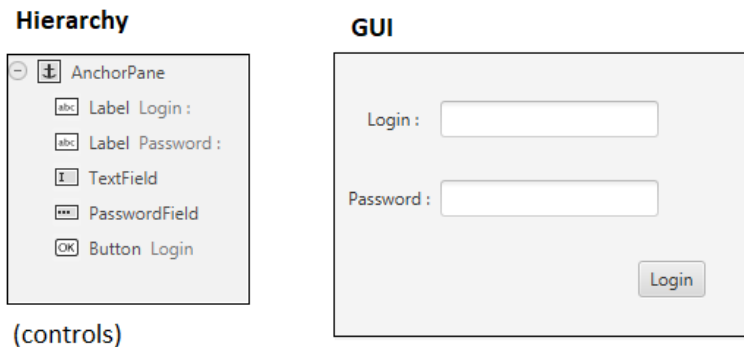 Hierarchy
AnchorPane
abc Label Login :
abc Label Password :
I TextField
PasswordField
OK Button Login
(controls)
GUI
Login :
Password :
Login